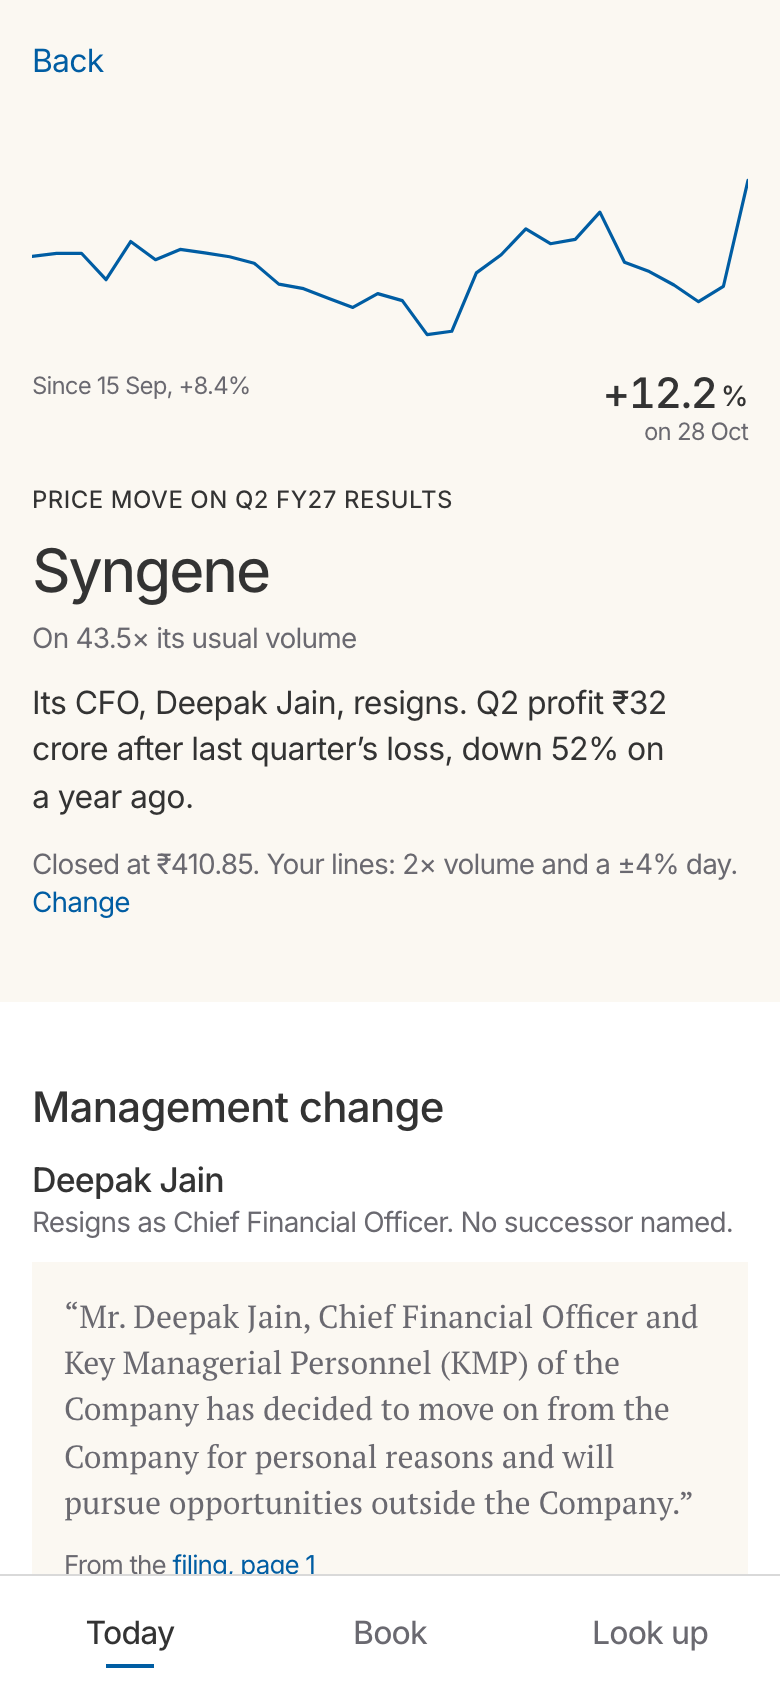 Back
Since 15 Sep, +8.4%
+12.2 %
on 28 Oct
PRICE MOVE ON Q2 FY27 RESULTS
Syngene
On 43.5× its usual volume
Its CFO, Deepak Jain, resigns. Q2 profit ₹32
crore after last quarter’s loss, down 52% on
a year ago.
Closed at ₹410.85. Your lines: 2× volume and a ±4% day.
Change
Management change
Deepak Jain
Resigns as Chief Financial Officer. No successor named.
“Mr. Deepak Jain, Chief Financial Officer and
Key Managerial Personnel (KMP) of the
Company has decided to move on from the
Company for personal reasons and will
pursue opportunities outside the Company.”
From the filing, page 1
Today
Book
Look up